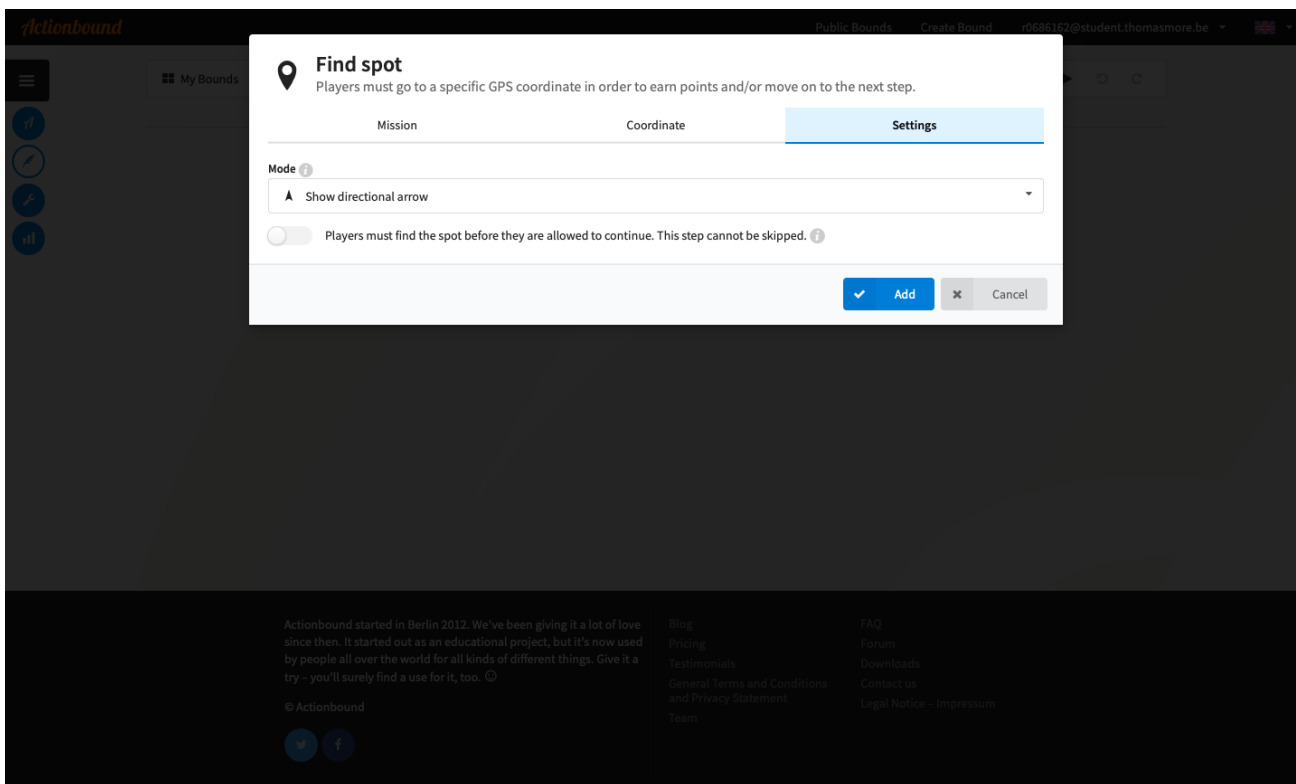 Actionbound
Public Bounds
Create Bound
r0686162@student.thomasmore.be
My Bounds
Find spot
Players must go to a specific GPS coordinate in order to earn points and/or move on to the next step.
Mission
Coordinate
Settings
Mode
Show directional arrow
Players must find the spot before they are allowed to continue. This step cannot be skipped.
Add
Cancel
Actionbound started in Berlin 2012. We've been giving it a lot of love
since then. It started out as an educational project, but it's now used
by people all over the world for all kinds of different things. Give it a
try – you'll surely find a use for it, too.
© Actionbound
Blog
Pricing
Testimonials
General Terms and Conditions
and Privacy Statement
Team
FAQ
Forum
Downloads
Contact us
Legal Notice – Impressum